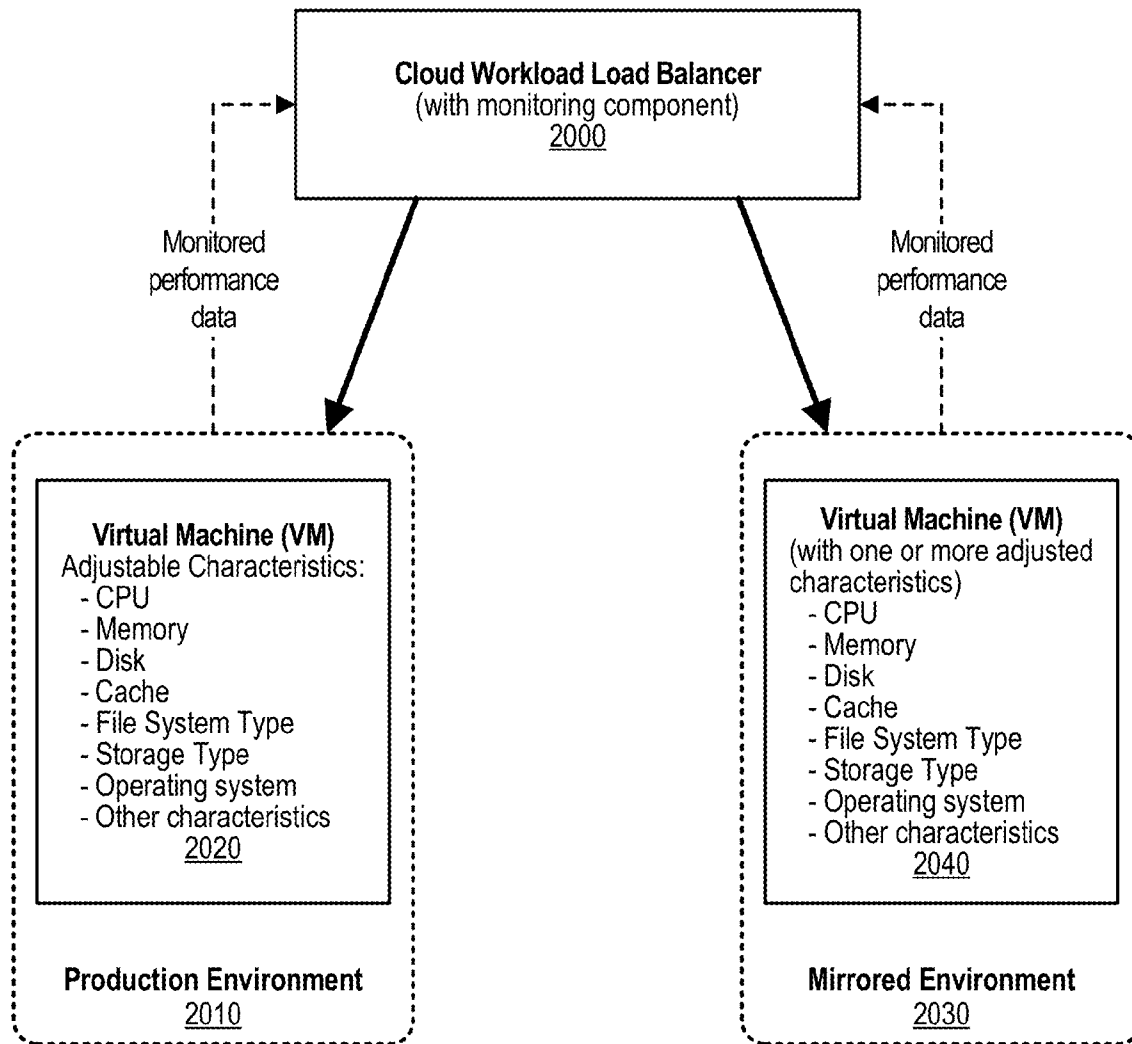 Cloud Workload Load Balancer
(with monitoring component)
2000
Monitored
performance
data
Monitored
performance
data
Virtual Machine (VM)
Adjustable Characteristics:
- CPU
- Memory
- Disk
- Cache
- File System Type
- Storage Type
- Operating system
- Other characteristics
2020
Production Environment
2010
Virtual Machine (VM)
(with one or more adjusted
characteristics)
- CPU
- Memory
- Disk
- Cache
- File System Type
- Storage Type
- Operating system
- Other characteristics
2040
Mirrored Environment
2030